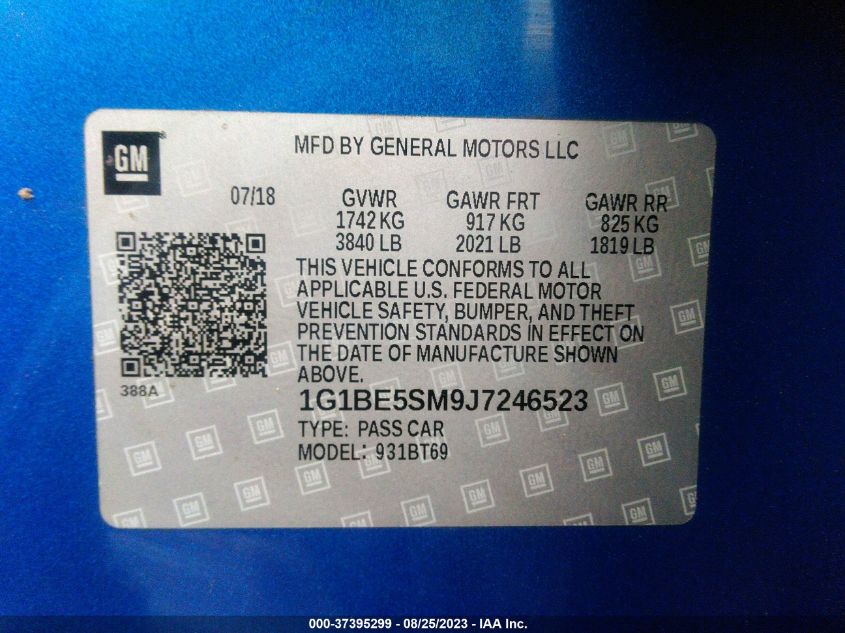 GM
®
MFD BY GENERAL MOTORS LLC
07/18
GVWR GAWR FRT GAWR RR
1742 KG 917 KG 825 KG
3840 LB 2021 LB 1819 LB
THIS VEHICLE CONFORMS TO ALL
APPLICABLE U.S. FEDERAL MOTOR
VEHICLE SAFETY, BUMPER, AND THEFT
PREVENTION STANDARDS IN EFFECT ON
THE DATE OF MANUFACTURE SHOWN
ABOVE.
388A
1G1BE5SM9J7246523
TYPE: PASS CAR
MODEL: 931BT69
000-37395299 - 08/25/2023 - IAA Inc.